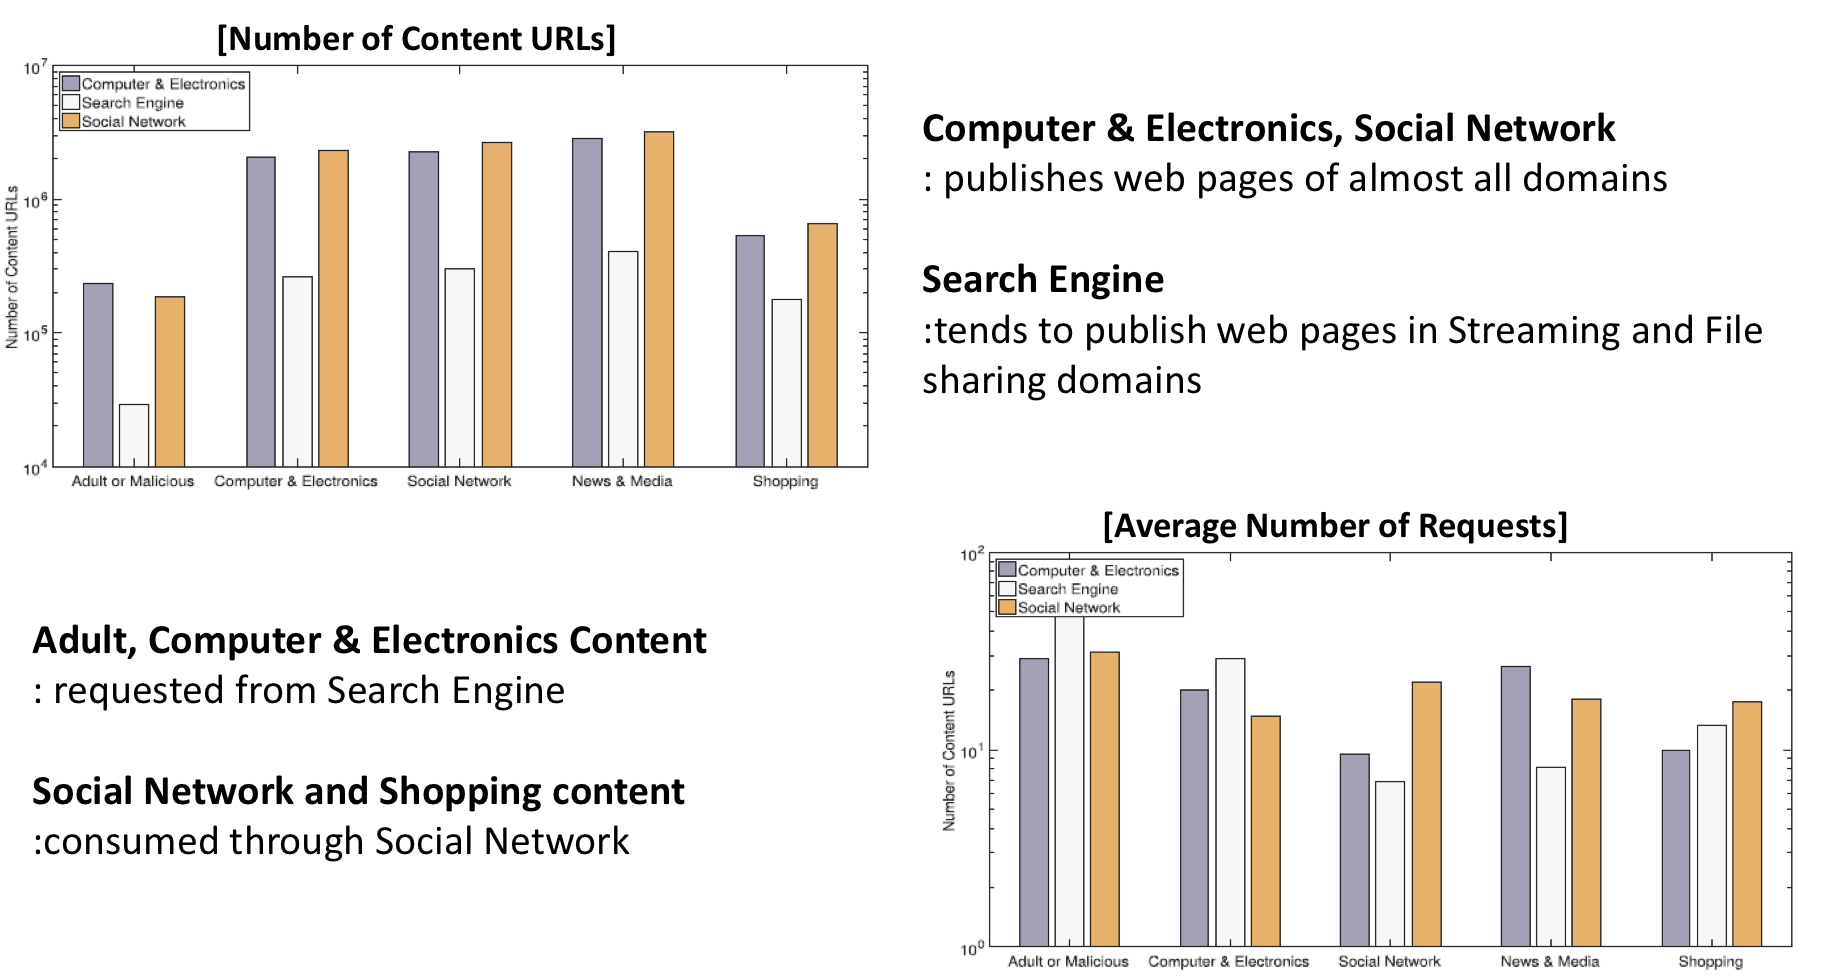 [Number of Content URLs]
10^7
Computer & Electronics
Search Engine
Social Network
10^6
10^5
10^4
Number of Content URLs
Adult or Malicious Computer & Electronics Social Network News & Media Shopping
Computer & Electronics, Social Network
: publishes web pages of almost all domains
Search Engine
:tends to publish web pages in Streaming and File
sharing domains
Adult, Computer & Electronics Content
: requested from Search Engine
Social Network and Shopping content
:consumed through Social Network
[Average Number of Requests]
10^2
Computer & Electronics
Search Engine
Social Network
10^1
10^0
Number of Content URLs
Adult or Malicious Computer & Electronics Social Network News & Media Shopping